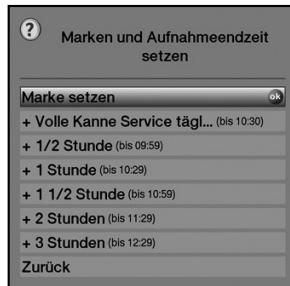 ?
Marken und Aufnahmeendzeit
setzen
Marke setzen ok
+ Volle Kanne Service tägl... (bis 10:30)
+ 1/2 Stunde (bis 09:59)
+ 1 Stunde (bis 10:29)
+ 1 1/2 Stunde (bis 10:59)
+ 2 Stunden (bis 11:29)
+ 3 Stunden (bis 12:29)
Zurück